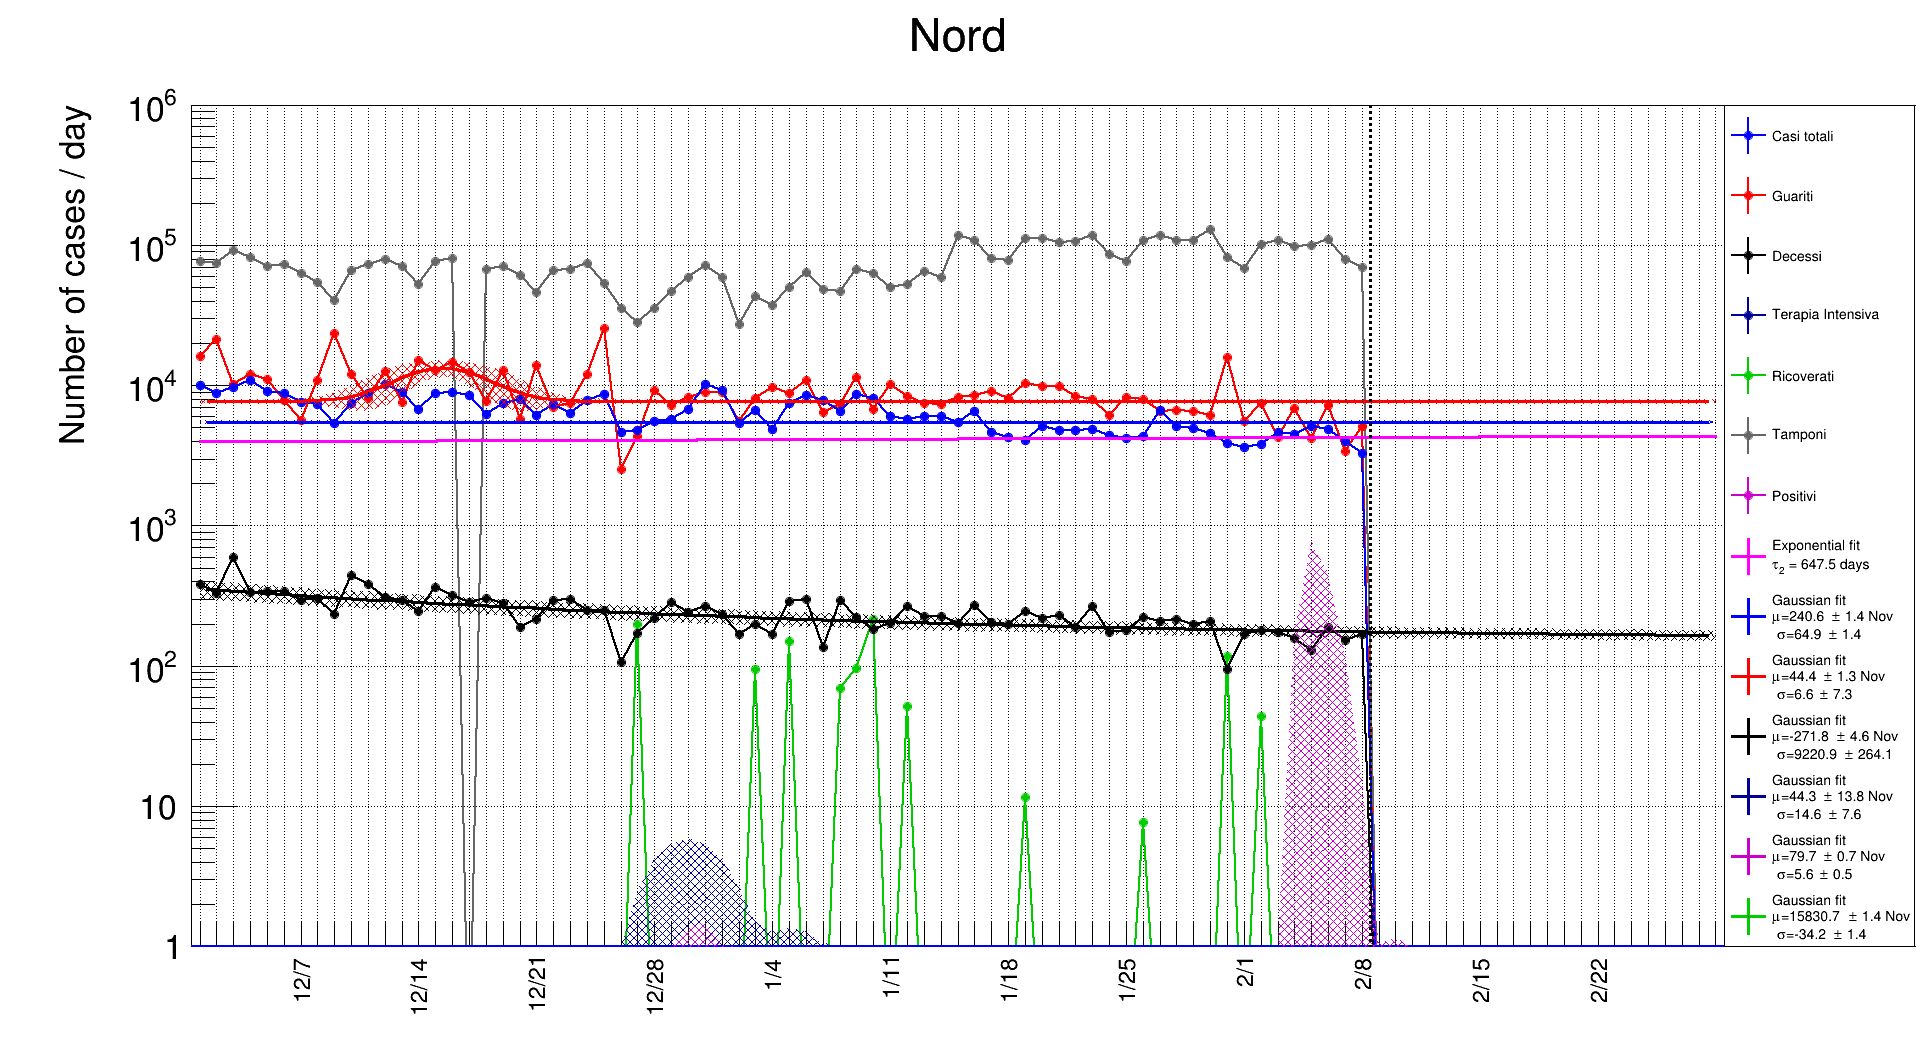 Nord
Number of cases / day
10^6
10^5
10^4
10^3
10^2
10
1
12/7
12/14
12/21
12/28
1/4
1/11
1/18
1/25
2/1
2/8
2/15
2/22
Casi totali
Guariti
Decessi
Terapia Intensiva
Ricoverati
Tamponi
Positivi
Exponential fit
τ₂ = 647.5 days
Gaussian fit
μ=240.6 ± 1.4 Nov
σ=64.9 ± 1.4
Gaussian fit
μ=44.4 ± 1.3 Nov
σ=6.6 ± 7.3
Gaussian fit
μ=-271.8 ± 4.6 Nov
σ=9220.9 ± 264.1
Gaussian fit
μ=44.3 ± 13.8 Nov
σ=14.6 ± 7.6
Gaussian fit
μ=79.7 ± 0.7 Nov
σ=5.6 ± 0.5
Gaussian fit
μ=15830.7 ± 1.4 Nov
σ=-34.2 ± 1.4